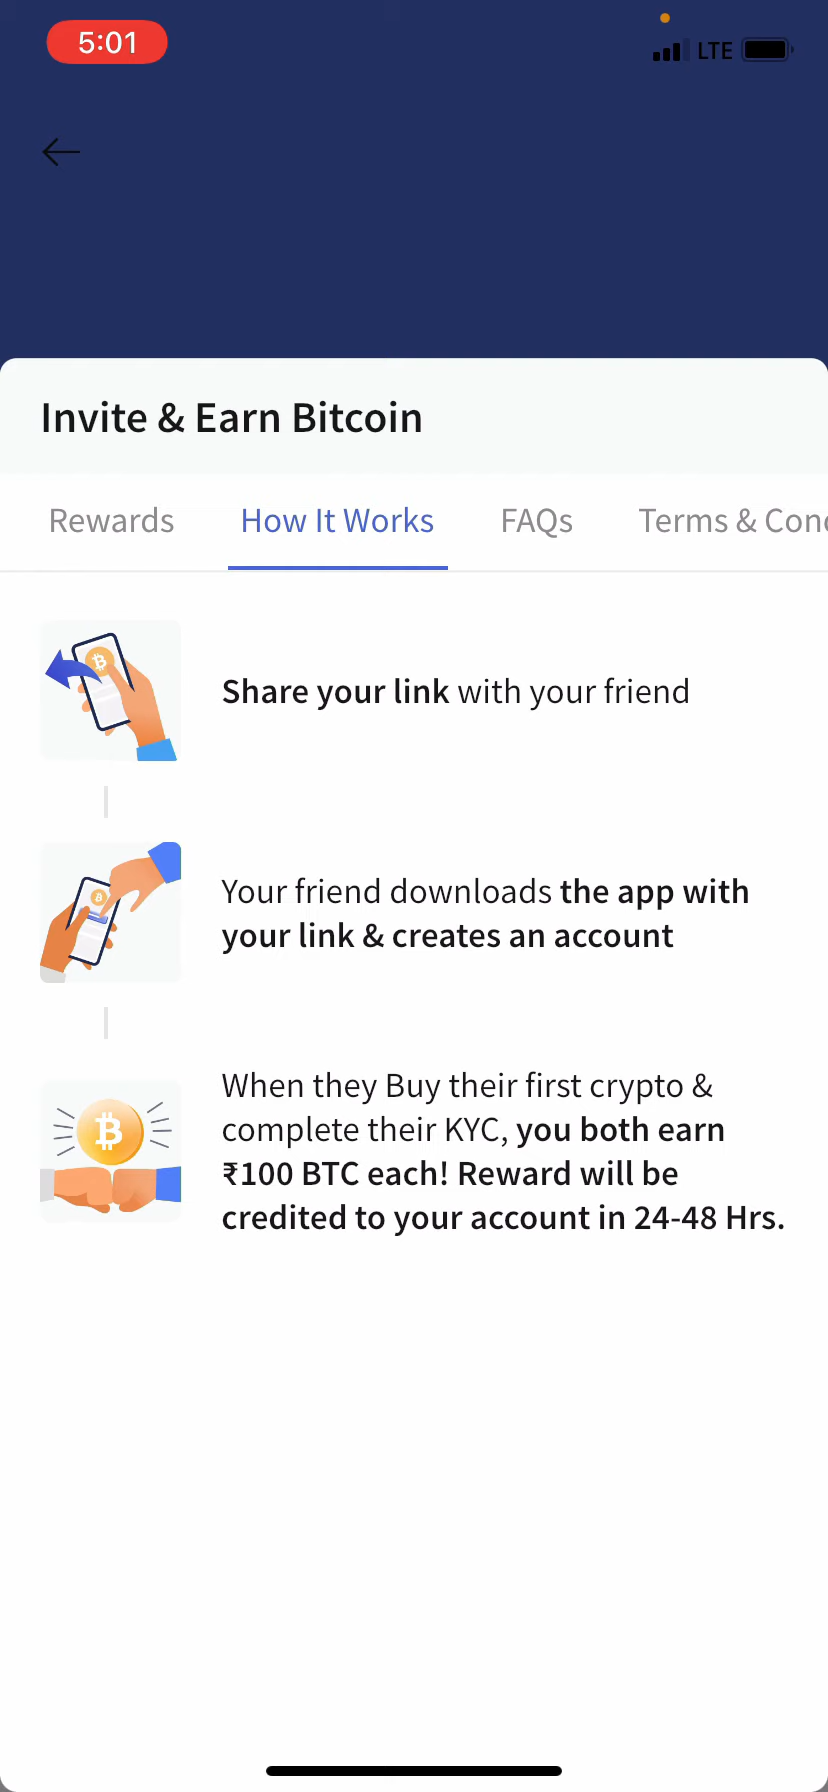 5:01
LTE
Invite & Earn Bitcoin
Rewards
How It Works
FAQs
Terms & Con
Share your link with your friend
Your friend downloads the app with
your link & creates an account
When they Buy their first crypto &
complete their KYC, you both earn
₹100 BTC each! Reward will be
credited to your account in 24-48 Hrs.